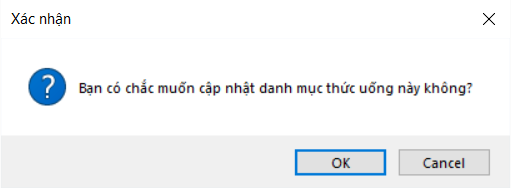 Xác nhận
Bạn có chắc muốn cập nhật danh mục thức uống này không?
OK
Cancel